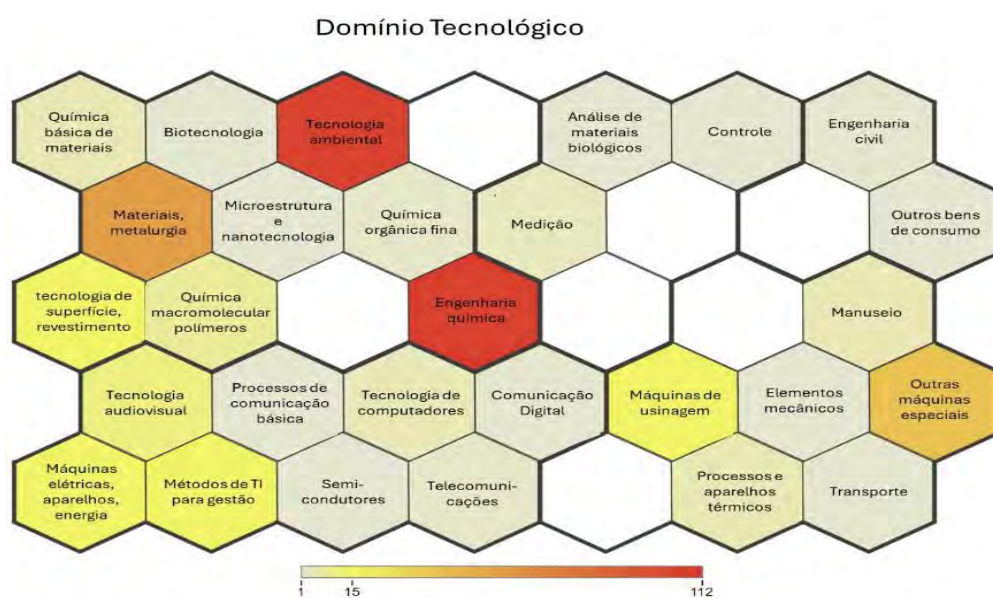 Domínio Tecnológico
Química
básica de
materiais
Biotecnologia
Tecnologia
ambiental
Análise de
materiais
biológicos
Controle
Engenharia
civil
Materiais,
metalurgia
Microestrutura
e
nanotecnologia
Química
orgânica fina
Medição
Outros bens
de consumo
tecnologia de
superfície,
revestimento
Química
macromolecular
polímeros
Engenharia
química
Manuseio
Tecnologia
audiovisual
Processos de
comunicação
básica
Tecnologia de
computadores
Comunicação
Digital
Máquinas de
usinagem
Elementos
mecânicos
Outras
máquinas
especiais
Máquinas
elétricas,
aparelhos,
energia
Métodos de TI
para gestão
Semi-
condutores
Telecomuni-
cações
Processos e
aparelhos
térmicos
Transporte
1 15 112